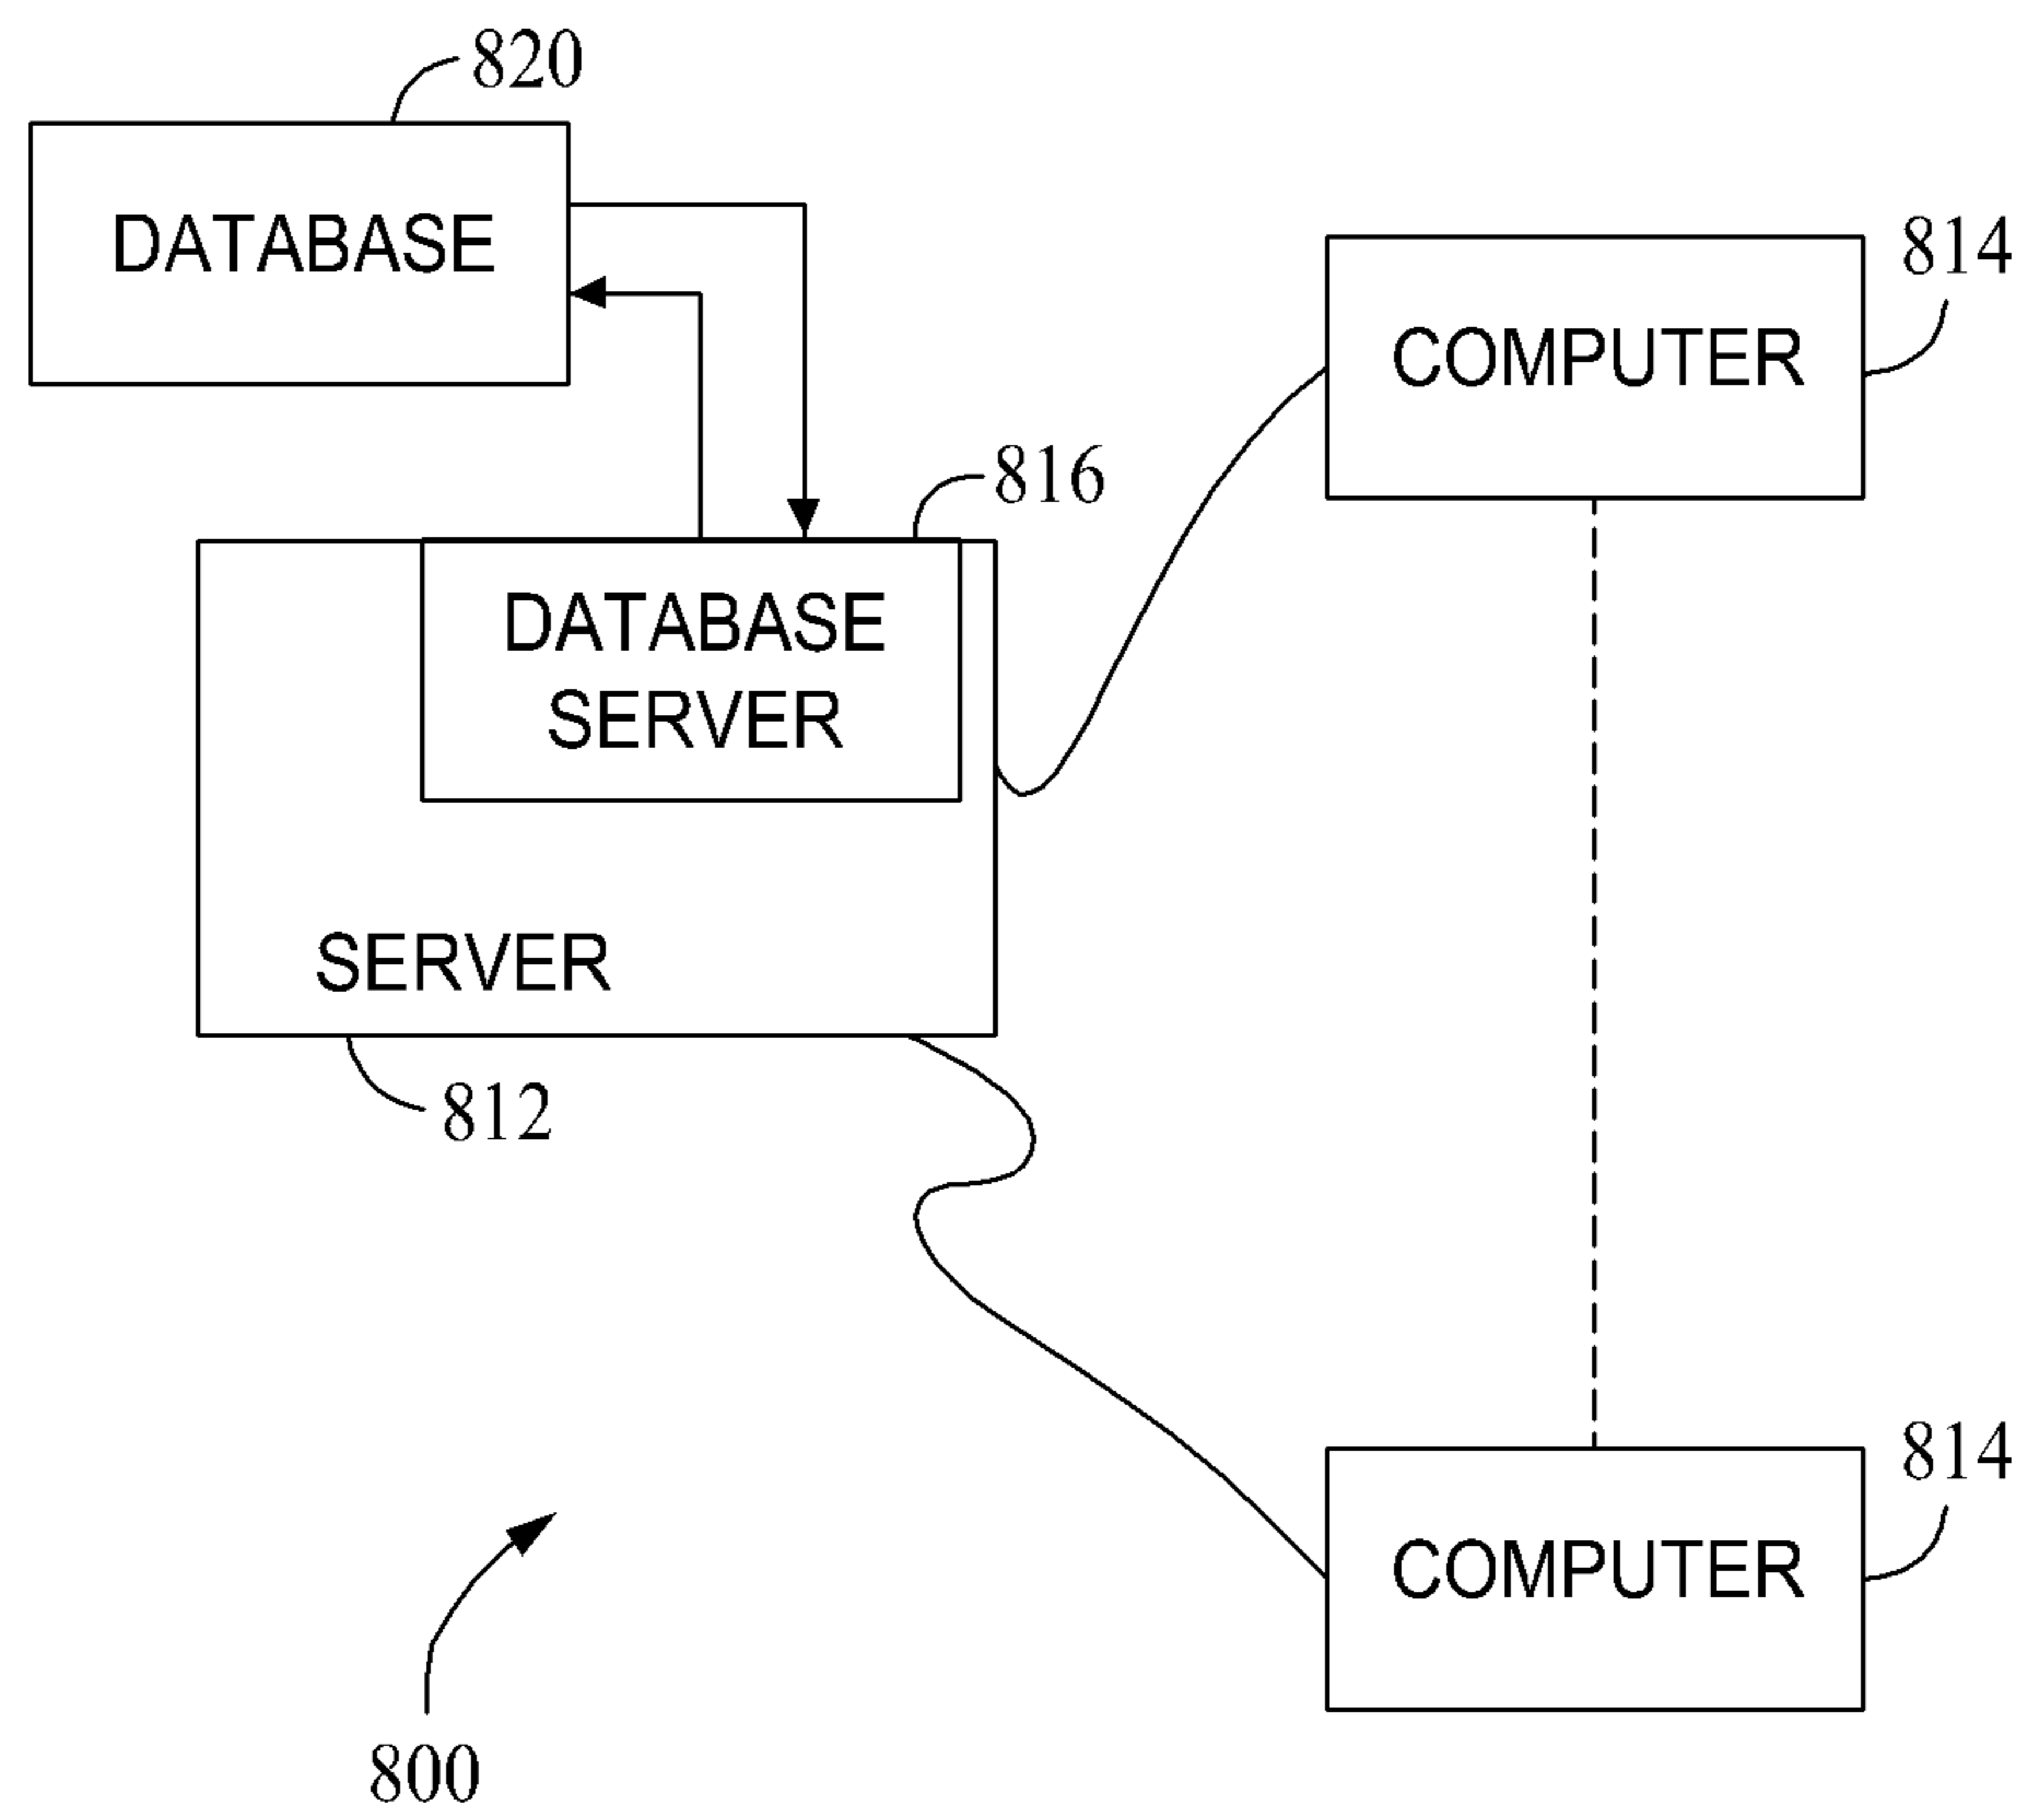 820
DATABASE
814
COMPUTER
816
DATABASE
SERVER
SERVER
812
814
COMPUTER
800